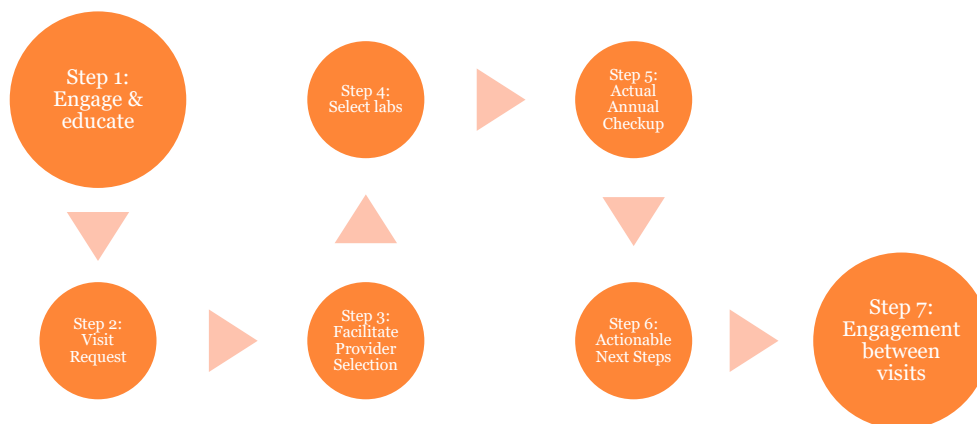 Step 1:
Engage &
educate
Step 2:
Visit
Request
Step 3:
Facilitate
Provider
Selection
Step 4:
Select labs
Step 5:
Actual
Annual
Checkup
Step 6:
Actionable
Next Steps
Step 7:
Engagement
between
visits